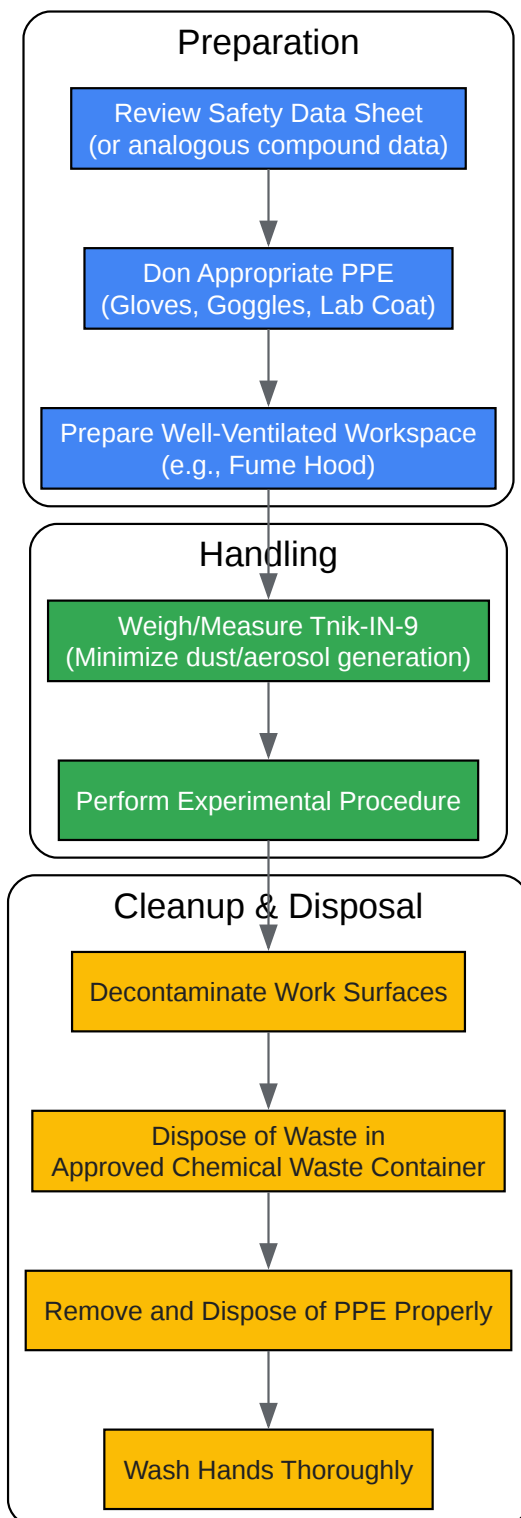 Preparation
Review Safety Data Sheet
(or analogous compound data)
Don Appropriate PPE
(Gloves, Goggles, Lab Coat)
Prepare Well-Ventilated Workspace
(e.g., Fume Hood)
Handling
Weigh/Measure Tnik-IN-9
(Minimize dust/aerosol generation)
Perform Experimental Procedure
Cleanup & Disposal
Decontaminate Work Surfaces
Dispose of Waste in
Approved Chemical Waste Container
Remove and Dispose of PPE Properly
Wash Hands Thoroughly